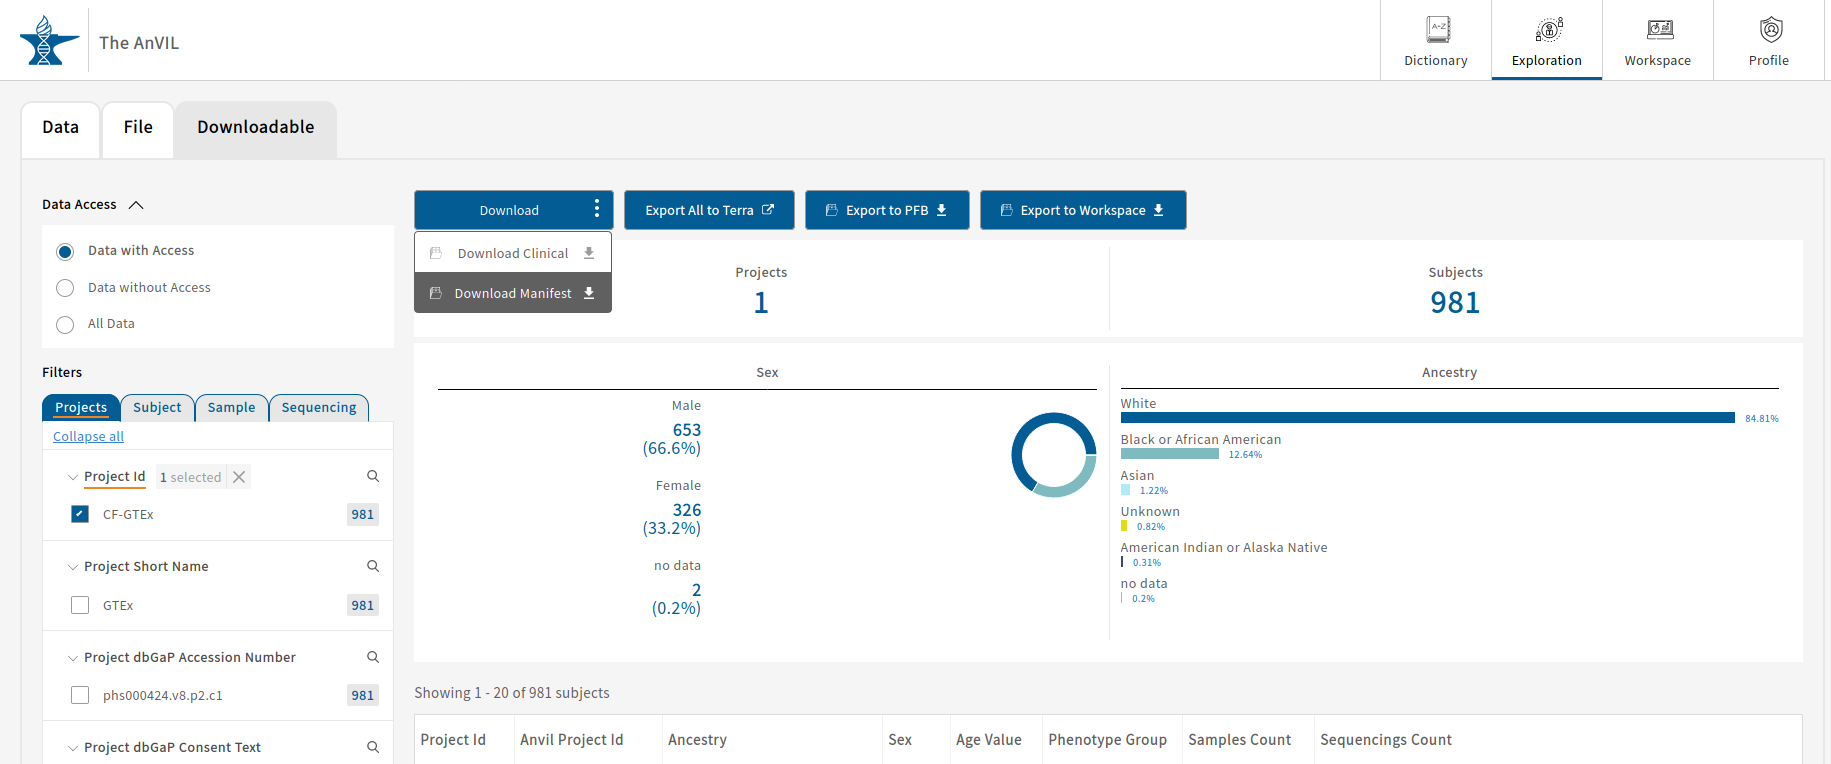 The AnVIL
A-Z
Dictionary
Exploration
Workspace
Profile
Data
File
Downloadable
Data Access
Data with Access
Data without Access
All Data
Filters
Projects
Subject
Sample
Sequencing
Collapse all
Project Id
1 selected
CF-GTEx
981
Project Short Name
GTEx
981
Project dbGaP Accession Number
phs000424.v8.p2.c1
981
Project dbGaP Consent Text
Download
Export All to Terra
Export to PFB
Export to Workspace
Download Clinical
Download Manifest
Projects
1
Subjects
981
Sex
Male
653
(66.6%)
Female
326
(33.2%)
no data
2
(0.2%)
Ancestry
White
84.81%
Black or African American
12.64%
Asian
1.22%
Unknown
0.82%
American Indian or Alaska Native
0.31%
no data
0.2%
Showing 1 - 20 of 981 subjects
Project Id
Anvil Project Id
Ancestry
Sex
Age Value
Phenotype Group
Samples Count
Sequencings Count